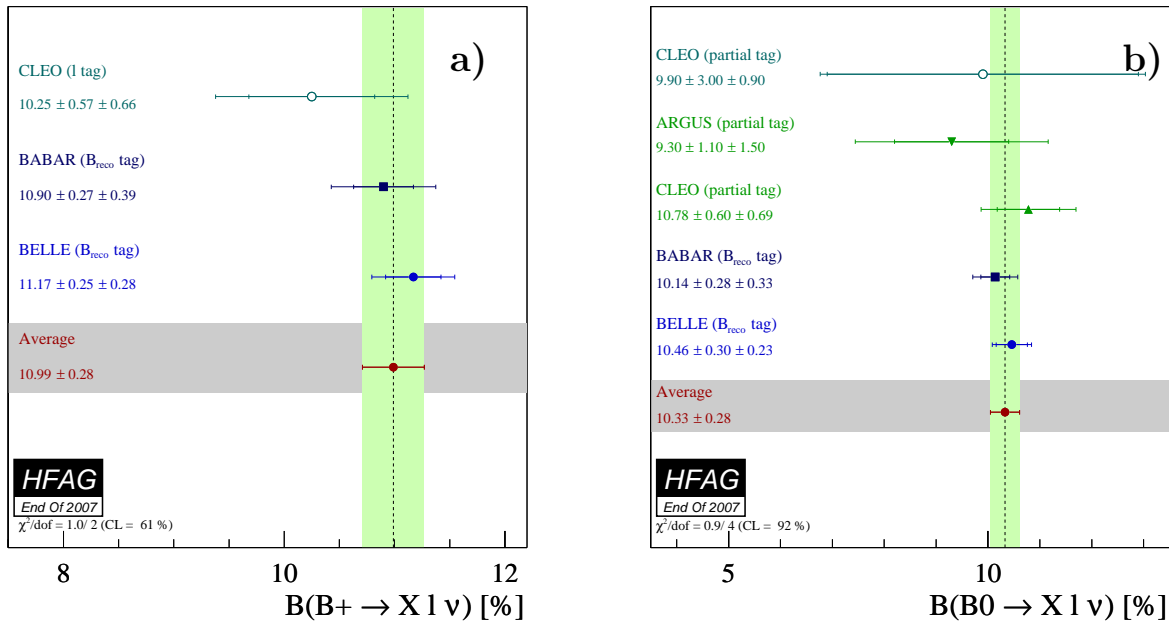 a)
CLEO (l tag)
10.25 ± 0.57 ± 0.66
BABAR (B_reco tag)
10.90 ± 0.27 ± 0.39
BELLE (B_reco tag)
11.17 ± 0.25 ± 0.28
Average
10.99 ± 0.28
HFAG
End Of 2007
χ²/dof = 1.0/ 2 (CL = 61 %)
8 10 12
B(B+ → X l ν) [%]
b)
CLEO (partial tag)
9.90 ± 3.00 ± 0.90
ARGUS (partial tag)
9.30 ± 1.10 ± 1.50
CLEO (partial tag)
10.78 ± 0.60 ± 0.69
BABAR (B_reco tag)
10.14 ± 0.28 ± 0.33
BELLE (B_reco tag)
10.46 ± 0.30 ± 0.23
Average
10.33 ± 0.28
HFAG
End Of 2007
χ²/dof = 0.9/ 4 (CL = 92 %)
5 10
B(B0 → X l ν) [%]